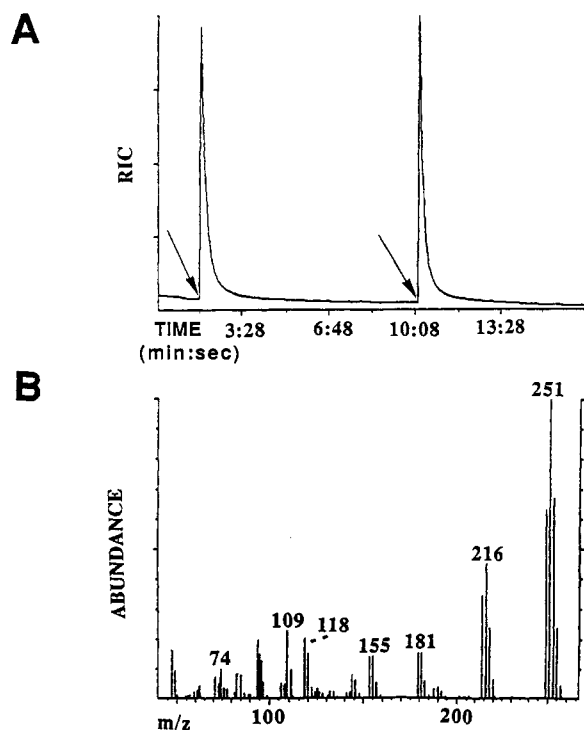 A
RIC
TIME 3:28 6:48 10:08 13:28
(min:sec)
B
ABUNDANCE
251
216
109 118
155 181
74
m/z 100 200